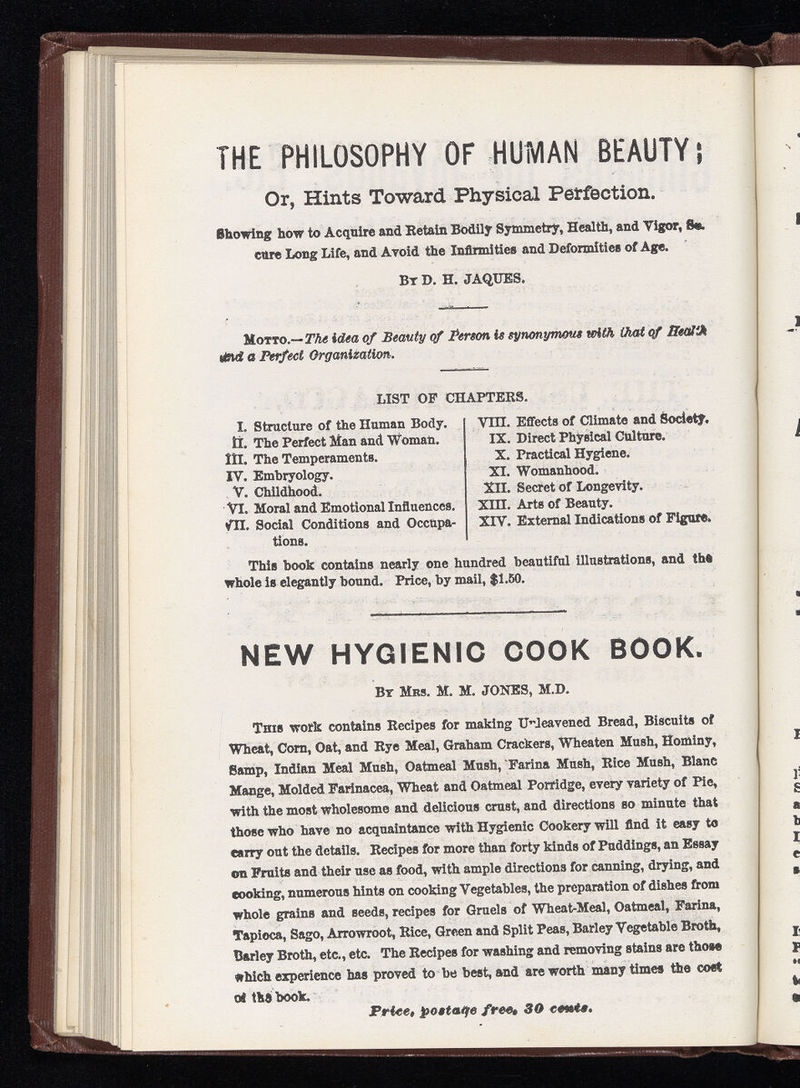 THE PHILOSOPHY OF HUMAN BEAUTY;
Or, Hints Toward Physical Perfection.
Showing how to Acquire and Retain Bodily Symmetry, Health, and Vigor, Se-
cure Long Life, and Avoid the Infirmities and Deformities of Age.
BY D. H. JAQUES.
MOTTO.—The idea of Beauty of Person is synonymous with that of Health
and a Perfect Organization.
LIST OF CHAPTERS.
I. Structure of the Human Body.
II. The Perfect Man and Woman.
III. The Temperaments.
IV. Embryology.
V. Childhood.
VI. Moral and Emotional Influences.
VII. Social Conditions and Occupa-
tions.
VIII. Effects of Climate and Society.
IX. Direct Physical Culture.
X. Practical Hygiene.
XI. Womanhood.
XII. Secret of Longevity.
XIII. Arts of Beauty.
XIV. External Indications of Figure.
This book contains nearly one hundred beautiful illustrations, and the
whole is elegantly bound. Price, by mail, $1.50.
NEW HYGIENIC COOK BOOK.
BY MRS. M. M. JONES, M.D.
THIS work contains Recipes for making Unleavened Bread, Biscuits of
Wheat, Corn, Oat, and Rye Meal, Graham Crackers, Wheaten Mush, Hominy,
Samp, Indian Meal Mush, Oatmeal Mush, Farina Mush, Rice Mush, Blanc
Mange, Molded Farinacea, Wheat and Oatmeal Porridge, every variety of Pie,
with the most wholesome and delicious crust, and directions so minute that
those who have no acquaintance with Hygienic Cookery will find it easy to
carry out the details. Recipes for more than forty kinds of Puddings, an Essay
on Fruits and their use as food, with ample directions for canning, drying, and
cooking, numerous hints on cooking Vegetables, the preparation of dishes from
whole grains and seeds, recipes for Gruels of Wheat-Meal, Oatmeal, Farina,
Tapioca, Sago, Arrowroot, Rice, Green and Split Peas, Barley Vegetable Broth,
Barley Broth, etc., etc. The Recipes for washing and removing stains are those
which experience has proved to be best, and are worth many times the cost
of the book.
Price, postage free, 30 cents.